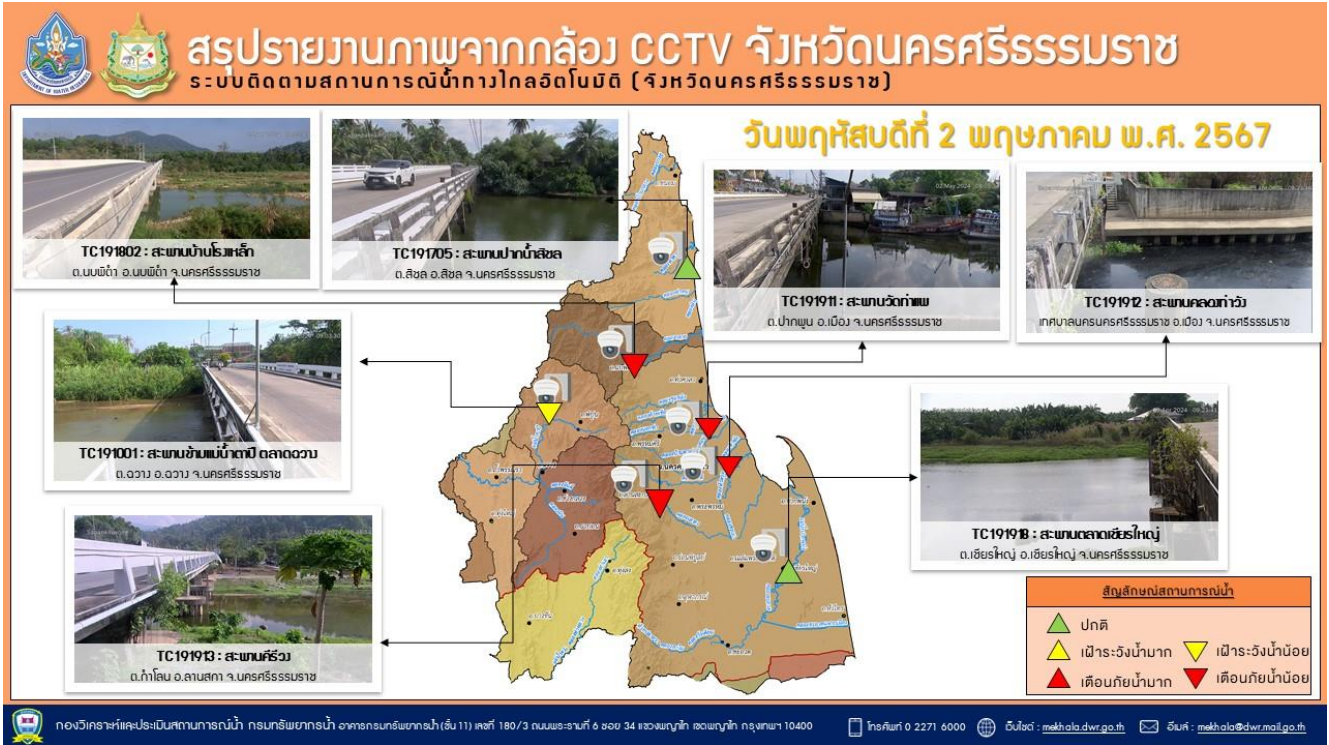 สรุปรายงานภาพจากกล้อง CCTV จังหวัดนครศรีธรรมราช
ระบบติดตามสถานการณ์น้ำทางไกลอัตโนมัติ (จังหวัดนครศรีธรรมราช)
วันพฤหัสบดีที่ 2 พฤษภาคม พ.ศ. 2567
TC191802 : สะพานบ้านโรงเหล็ก
ต.นบพิตำ อ.นบพิตำ จ.นครศรีธรรมราช
TC191705 : สะพานปากน้ำสิชล
ต.สิชล อ.สิชล จ.นครศรีธรรมราช
TC191911 : สะพานวัดท่าแพ
ต.ปากพูน อ.เมือง จ.นครศรีธรรมราช
TC191912 : สะพานคลองท่าวัง
เทศบาลนครนครศรีธรรมราช อ.เมือง จ.นครศรีธรรมราช
TC191001 : สะพานข้ามแม่น้ำตาปี ตลาดฉวาง
ต.ฉวาง อ.ฉวาง จ.นครศรีธรรมราช
TC191918 : สะพานตลาดเชียรใหญ่
ต.เชียรใหญ่ อ.เชียรใหญ่ จ.นครศรีธรรมราช
TC191913 : สะพานคีรีวง
ต.กำโลน อ.ลานสกา จ.นครศรีธรรมราช
สัญลักษณ์สถานการณ์น้ำ
ปกติ
เฝ้าระวังน้ำมาก เฝ้าระวังน้ำน้อย
เตือนภัยน้ำมาก เตือนภัยน้ำน้อย
กองวิเคราะห์และประเมินสถานการณ์น้ำ กรมทรัพยากรน้ำ อาคารกรมทรัพยากรน้ำ (ชั้น 11) เลขที่ 180/3 ถนนพระรามที่ 6 ซอย 34 แขวงพญาไท เขตพญาไท กรุงเทพฯ 10400 โทรศัพท์ 0 2271 6000 เว็บไซต์ : mekhala.dwr.go.th อีเมล์ : mekhala@dwr.mail.go.th